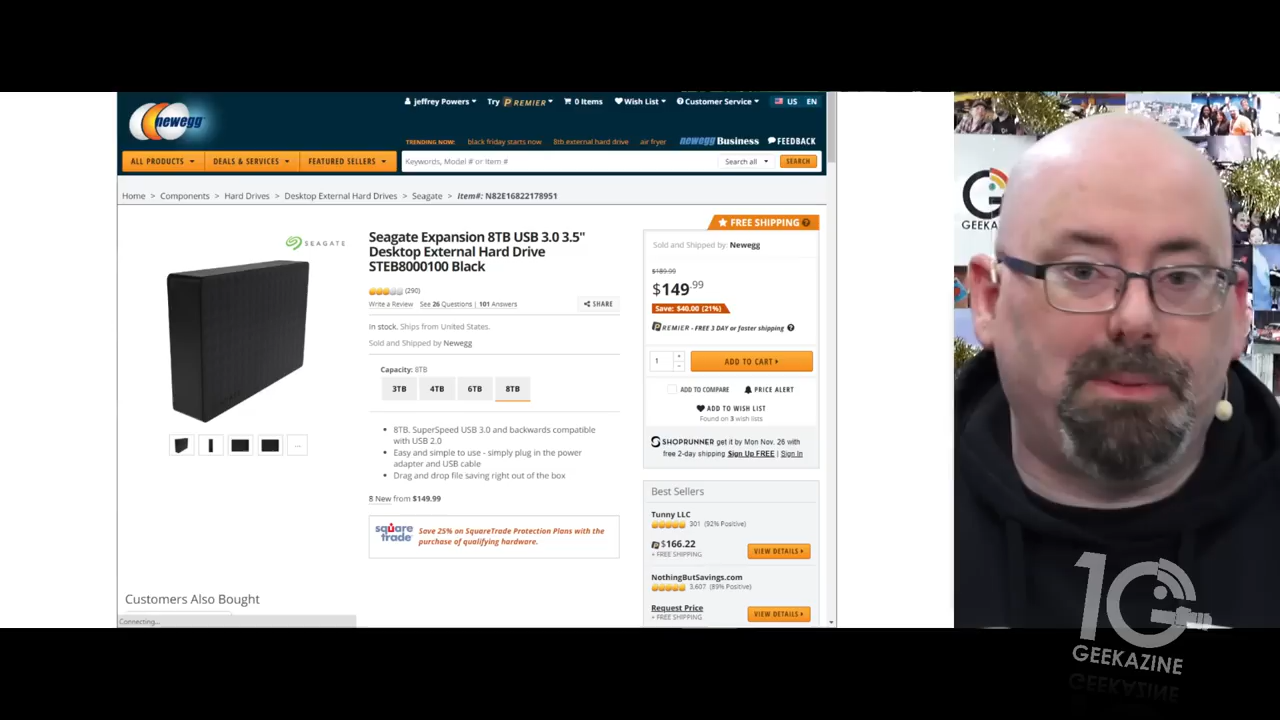 newegg
jeffrey Powers
Try PREMIER
0 Items
Wish List
Customer Service
US EN
TRENDING NOW: black friday starts now 8tb external hard drive air fryer
newegg Business
FEEDBACK
ALL PRODUCTS
DEALS & SERVICES
FEATURED SELLERS
Keywords, Model # or Item #
Search all
SEARCH
Home > Components > Hard Drives > Desktop External Hard Drives > Seagate > Item#: N82E16822178951
SEAGATE
Seagate Expansion 8TB USB 3.0 3.5"
Desktop External Hard Drive
STEB8000100 Black
(290)
Write a Review See 26 Questions | 101 Answers
SHARE
In stock. Ships from United States.
Sold and Shipped by Newegg
Capacity: 8TB
3TB 4TB 6TB 8TB
8TB. SuperSpeed USB 3.0 and backwards compatible
with USB 2.0
Easy and simple to use - simply plug in the power
adapter and USB cable
Drag and drop file saving right out of the box
8 New from $149.99
square trade
Save 25% on SquareTrade Protection Plans with the
purchase of qualifying hardware.
Customers Also Bought
Connecting...
FREE SHIPPING ?
Sold and Shipped by: Newegg
$189.99
$149.99
Save: $40.00 (21%)
PREMIER - FREE 3 DAY or faster shipping
1
ADD TO CART
ADD TO COMPARE
PRICE ALERT
ADD TO WISH LIST
Found on 3 wish lists
SHOPRUNNER get it by Mon Nov. 26 with
free 2-day shipping Sign Up FREE | Sign In
Best Sellers
Tunny LLC
301 (92% Positive)
$166.22
+ FREE SHIPPING
VIEW DETAILS
NothingButSavings.com
3,607 (89% Positive)
Request Price
+ FREE SHIPPING
VIEW DETAILS
GEEKA
10
GEEKAZINE